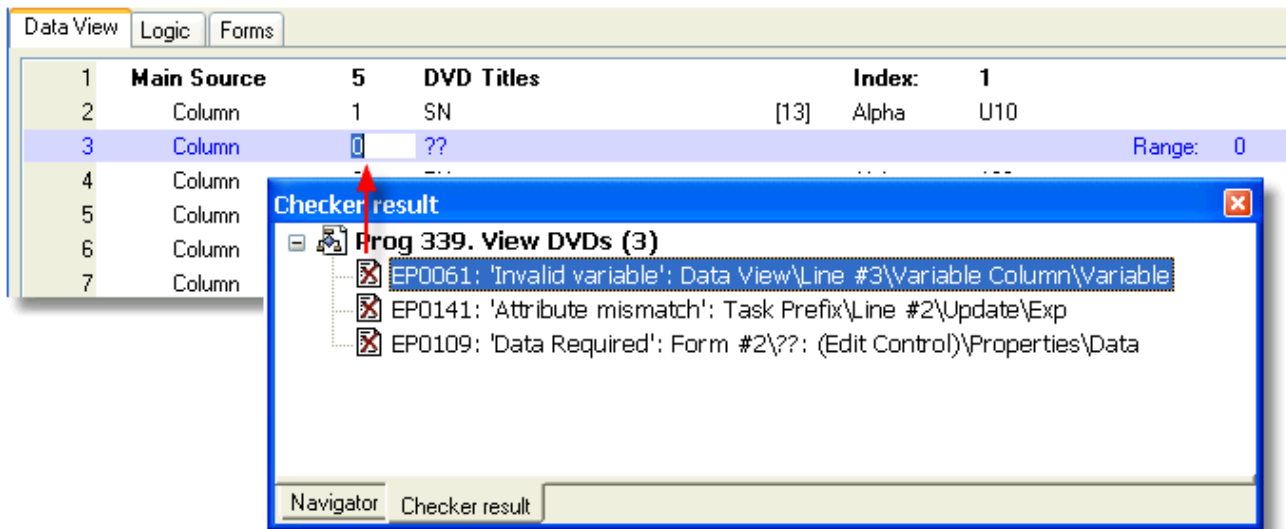 Data View Logic Forms
1 Main Source 5 DVD Titles Index: 1
2 Column 1 SN [13] Alpha U10
3 Column 0 ?? Range: 0
4 Column
5 Column
6 Column
7 Column
Checker result
Prog 339. View DVDs (3)
EP0061: 'Invalid variable': Data View\Line #3\Variable Column\Variable
EP0141: 'Attribute mismatch': Task Prefix\Line #2\Update\Exp
EP0109: 'Data Required': Form #2\??: (Edit Control)\Properties\Data
Navigator Checker result